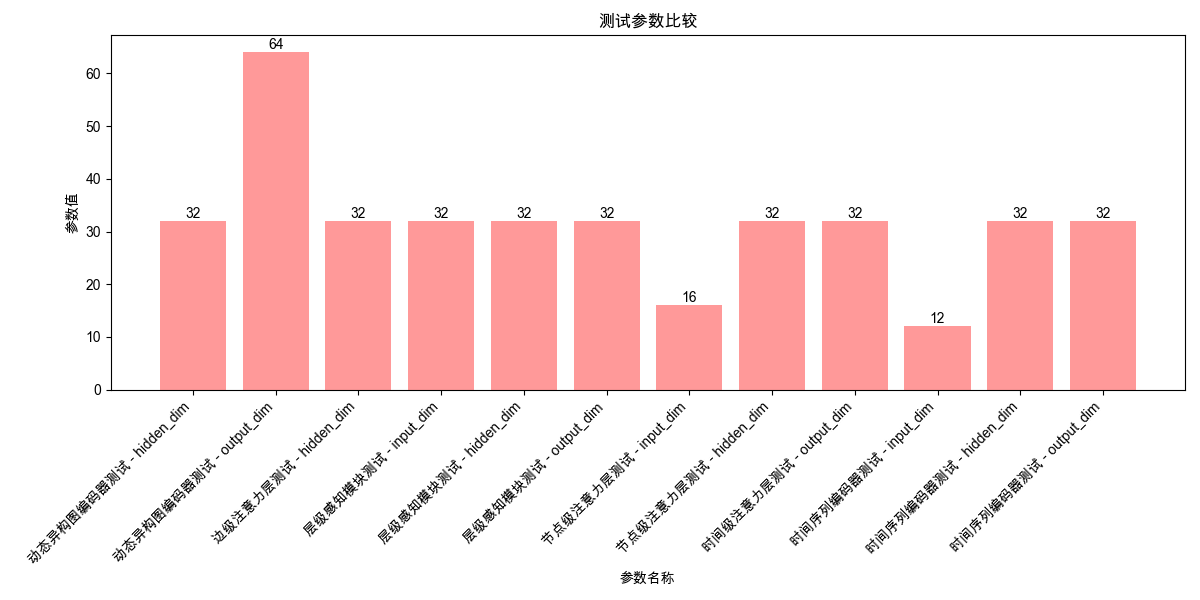 测试参数比较
参数值
60
50
40
30
20
10
0
32
64
32
32
32
32
16
32
32
12
32
32
动态异构图编码器测试 - hidden_dim
动态异构图编码器测试 - output_dim
边级注意力层测试 - hidden_dim
层级感知模块测试 - input_dim
层级感知模块测试 - hidden_dim
层级感知模块测试 - output_dim
节点级注意力层测试 - input_dim
节点级注意力层测试 - hidden_dim
时间级注意力层测试 - output_dim
时间序列编码器测试 - input_dim
时间序列编码器测试 - hidden_dim
时间序列编码器测试 - output_dim
参数名称